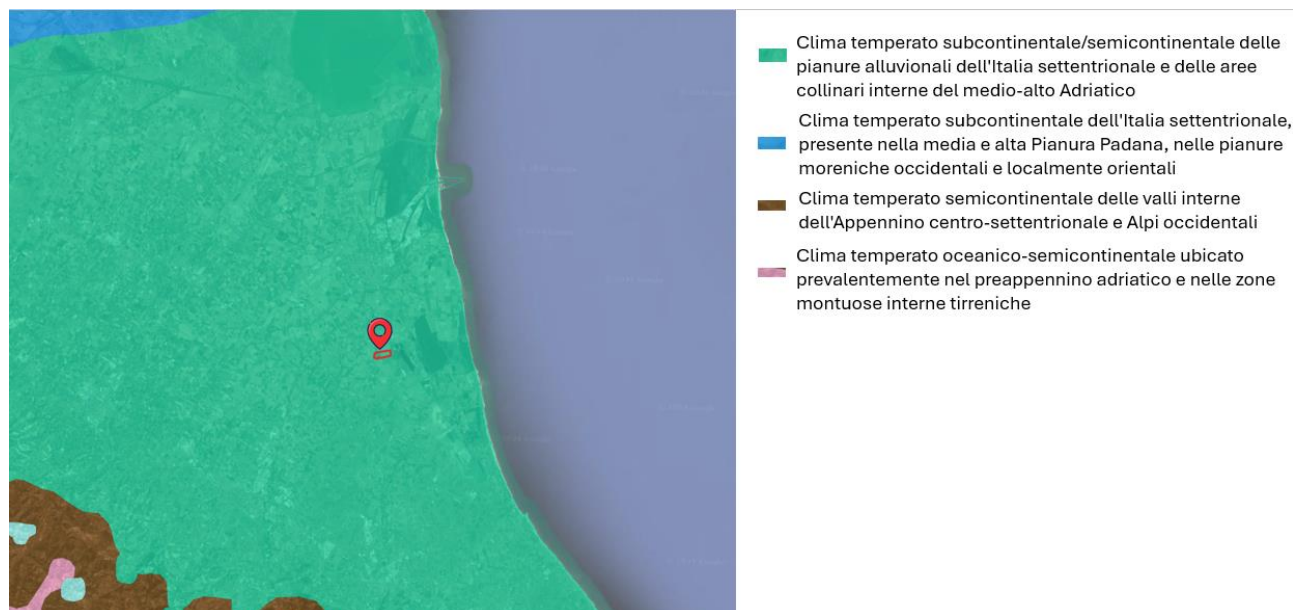 Clima temperato subcontinentale/semicontinentale delle
pianure alluvionali dell'Italia settentrionale e delle aree
collinari interne del medio-alto Adriatico
Clima temperato subcontinentale dell'Italia settentrionale,
presente nella media e alta Pianura Padana, nelle pianure
moreniche occidentali e localmente orientali
Clima temperato semicontinentale delle valli interne
dell'Appennino centro-settentrionale e Alpi occidentali
Clima temperato oceanico-semicontinentale ubicato
prevalentemente nel preappennino adriatico e nelle zone
montuose interne tirreniche